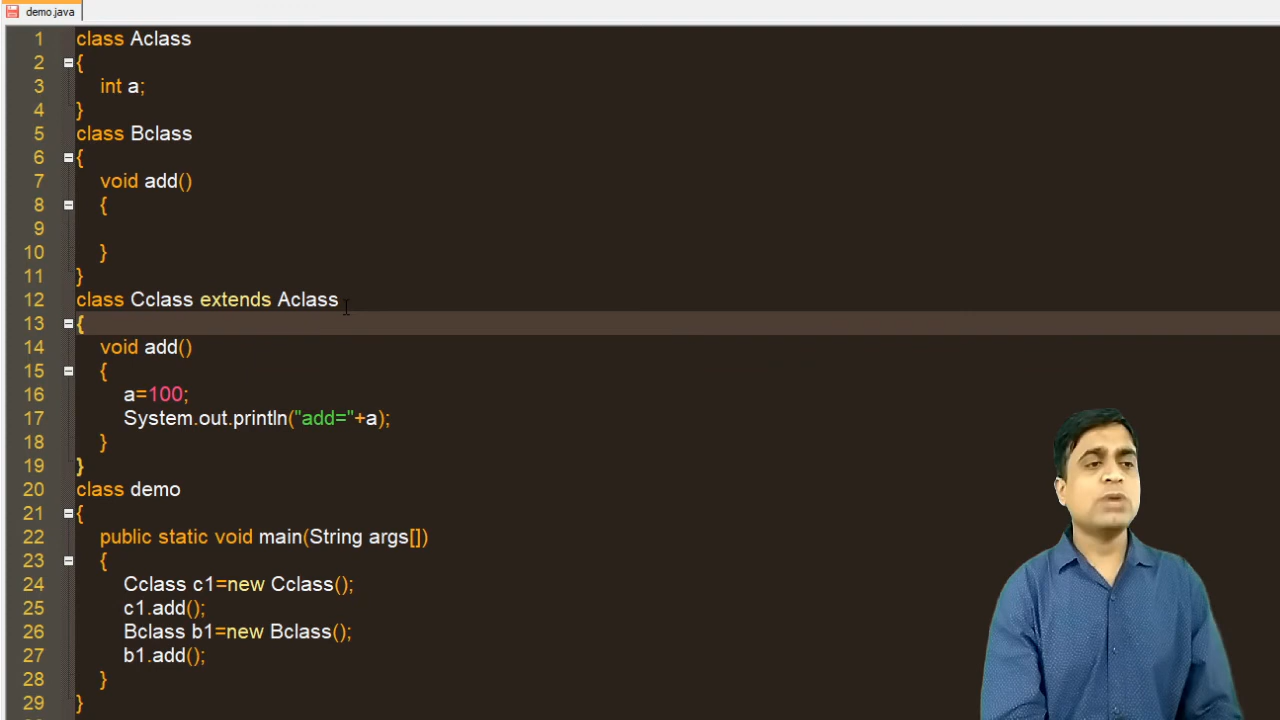 demo.java
1 class Aclass
2 {
3 int a;
4 }
5 class Bclass
6 {
7 void add()
8 {
9
10 }
11 }
12 class Cclass extends Aclass
13 {
14 void add()
15 {
16 a=100;
17 System.out.println("add="+a);
18 }
19 }
20 class demo
21 {
22 public static void main(String args[])
23 {
24 Cclass c1=new Cclass();
25 c1.add();
26 Bclass b1=new Bclass();
27 b1.add();
28 }
29 }